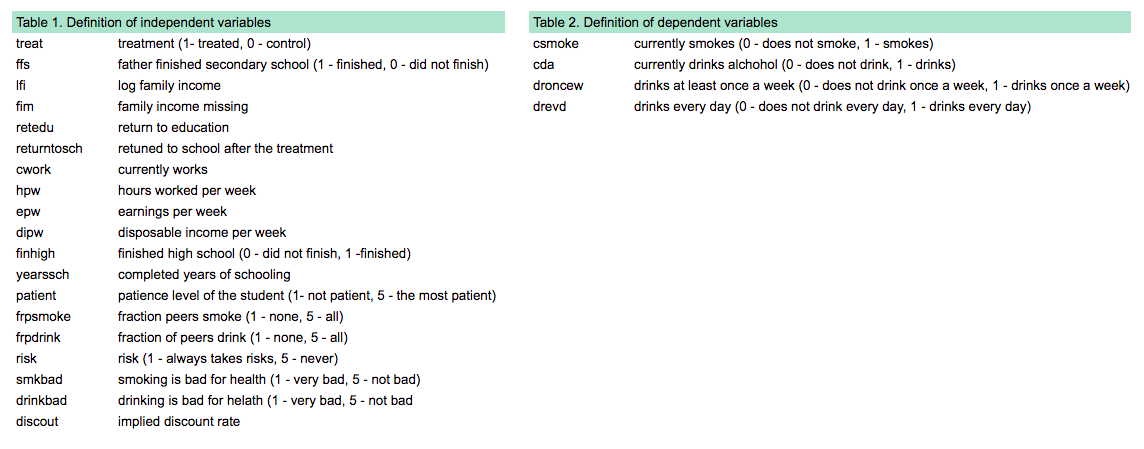 Table 1. Definition of independent variables
treat treatment (1- treated, 0 - control)
ffs father finished secondary school (1 - finished, 0 - did not finish)
lfi log family income
fim family income missing
retedu return to education
returntosch retuned to school after the treatment
cwork currently works
hpw hours worked per week
epw earnings per week
dipw disposable income per week
finhigh finished high school (0 - did not finish, 1 -finished)
yearssch completed years of schooling
patient patience level of the student (1- not patient, 5 - the most patient)
frpsmoke fraction peers smoke (1 - none, 5 - all)
frpdrink fraction of peers drink (1 - none, 5 - all)
risk risk (1 - always takes risks, 5 - never)
smkbad smoking is bad for health (1 - very bad, 5 - not bad)
drinkbad drinking is bad for helath (1 - very bad, 5 - not bad
discout implied discount rate
Table 2. Definition of dependent variables
csmoke currently smokes (0 - does not smoke, 1 - smokes)
cda currently drinks alchohol (0 - does not drink, 1 - drinks)
droncew drinks at least once a week (0 - does not drink once a week, 1 - drinks once a week)
drevd drinks every day (0 - does not drink every day, 1 - drinks every day)